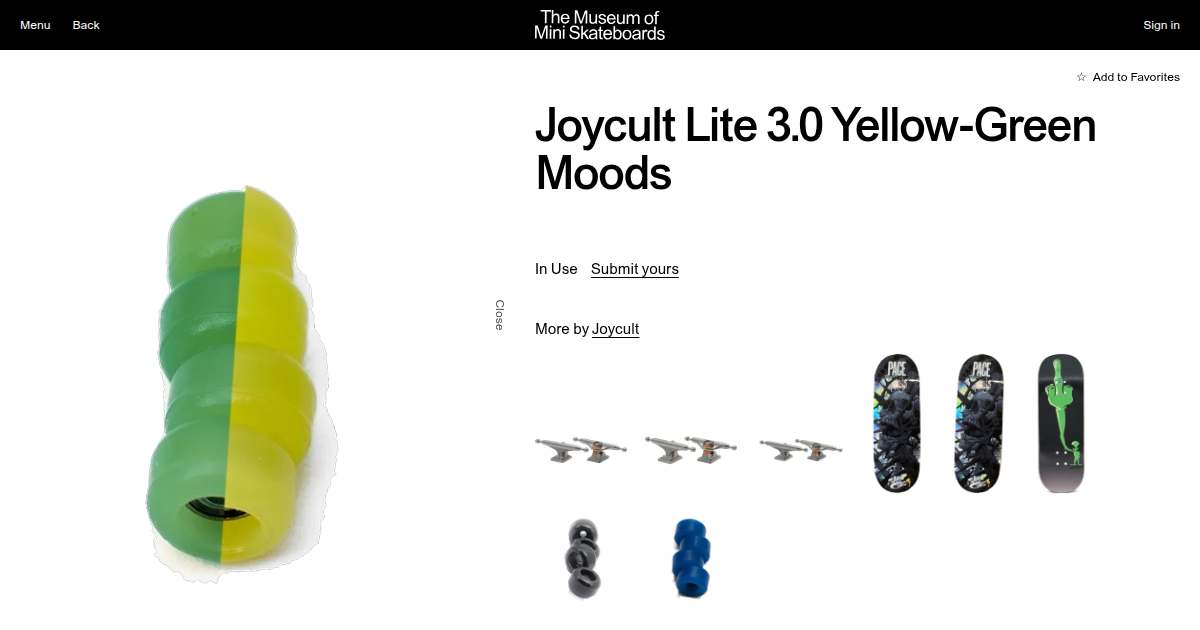 Menu
Back
The Museum of
Mini Skateboards
Sign in
☆ Add to Favorites
Joycult Lite 3.0 Yellow-Green
Moods
In Use Submit yours
Close
More by Joycult
PACE
PACE